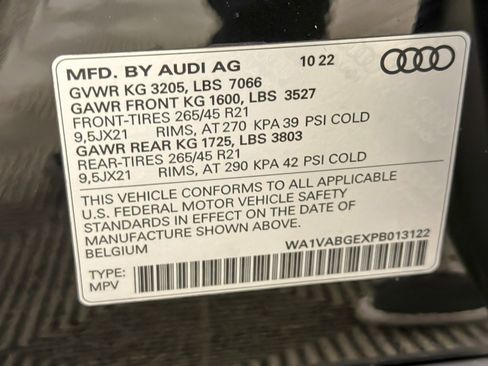 MFD. BY AUDI AG 10 22
GVWR KG 3205, LBS 7066
GAWR FRONT KG 1600, LBS 3527
FRONT-TIRES 265/45 R21
9,5JX21 RIMS, AT 270 KPA 39 PSI COLD
GAWR REAR KG 1725, LBS 3803
REAR-TIRES 265/45 R21
9,5JX21 RIMS, AT 290 KPA 42 PSI COLD
THIS VEHICLE CONFORMS TO ALL APPLICABLE
U.S. FEDERAL MOTOR VEHICLE SAFETY
STANDARDS IN EFFECT ON THE DATE OF
MANUFACTURE SHOWN ABOVE.
BELGIUM WA1VABGEXPB013122
TYPE:
MPV